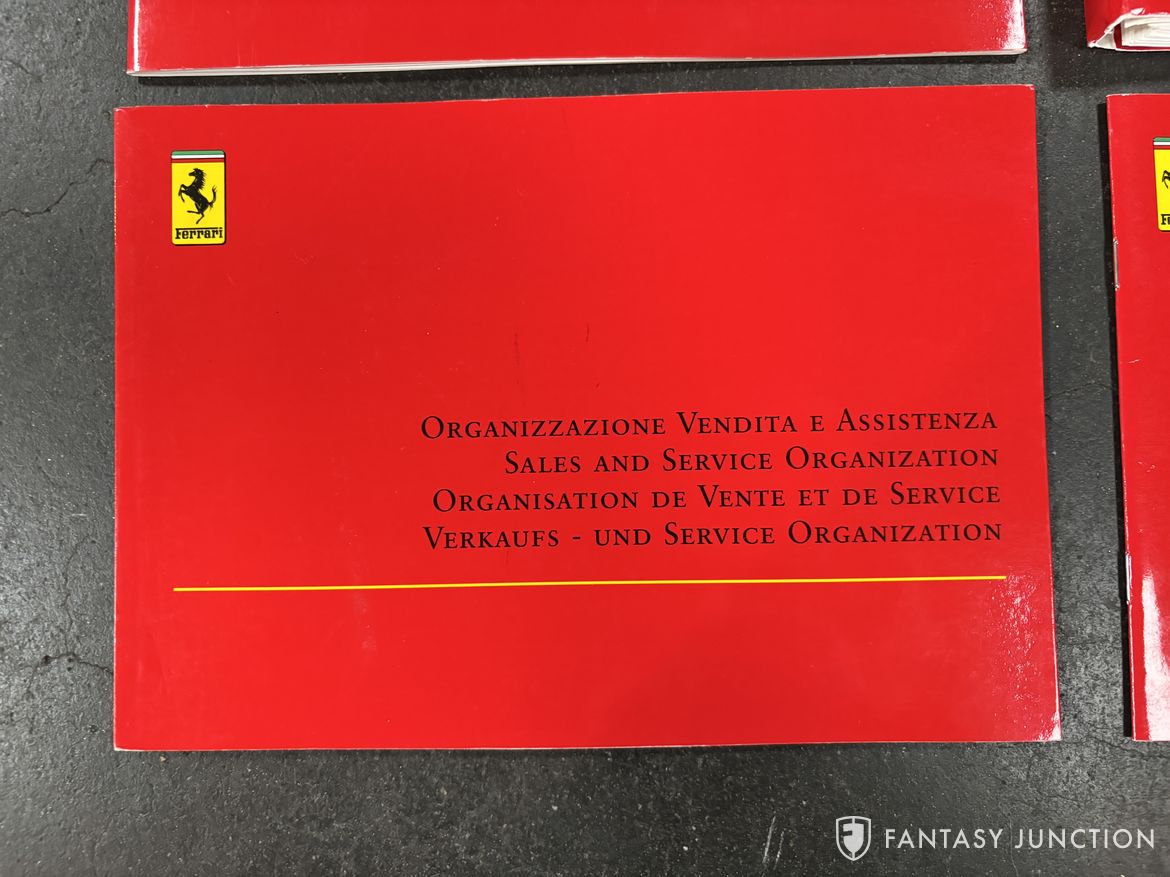 Ferrari
ORGANIZZAZIONE VENDITA E ASSISTENZA
SALES AND SERVICE ORGANIZATION
ORGANISATION DE VENTE ET DE SERVICE
VERKAUFS - UND SERVICE ORGANIZATION
FANTASY JUNCTION